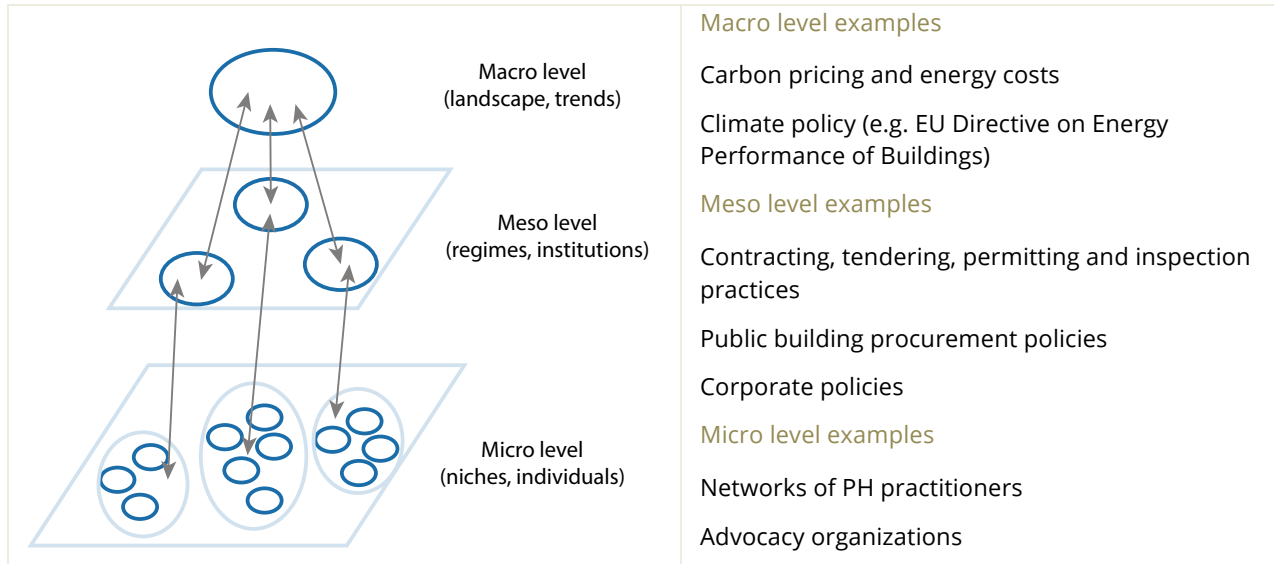 Macro level
(landscape, trends)
Meso level
(regimes, institutions)
Micro level
(niches, individuals)
Macro level examples
Carbon pricing and energy costs
Climate policy (e.g. EU Directive on Energy
Performance of Buildings)
Meso level examples
Contracting, tendering, permitting and inspection
practices
Public building procurement policies
Corporate policies
Micro level examples
Networks of PH practitioners
Advocacy organizations